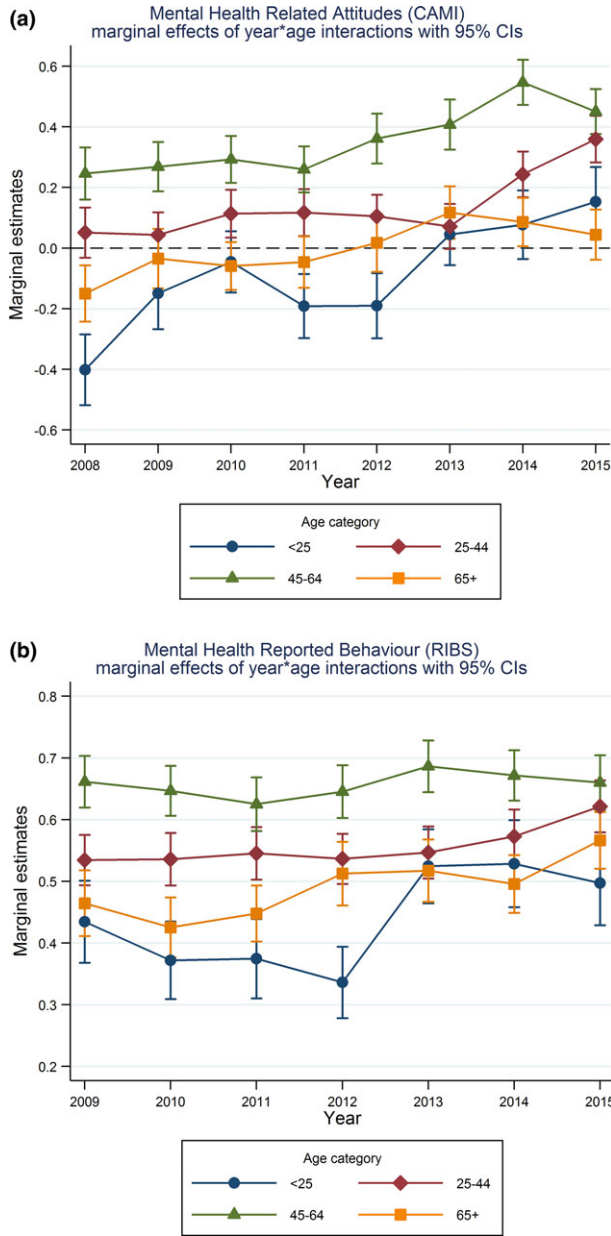 (a)
Mental Health Related Attitudes (CAMI)
marginal effects of year*age interactions with 95% CIs
Marginal estimates
0.6
0.4
0.2
0.0
-0.2
-0.4
-0.6
2008 2009 2010 2011 2012 2013 2014 2015
Year
Age category
<25 25-44
45-64 65+
(b)
Mental Health Reported Behaviour (RIBS)
marginal effects of year*age interactions with 95% CIs
Marginal estimates
0.8
0.7
0.6
0.5
0.4
0.3
0.2
2009 2010 2011 2012 2013 2014 2015
Year
Age category
<25 25-44
45-64 65+